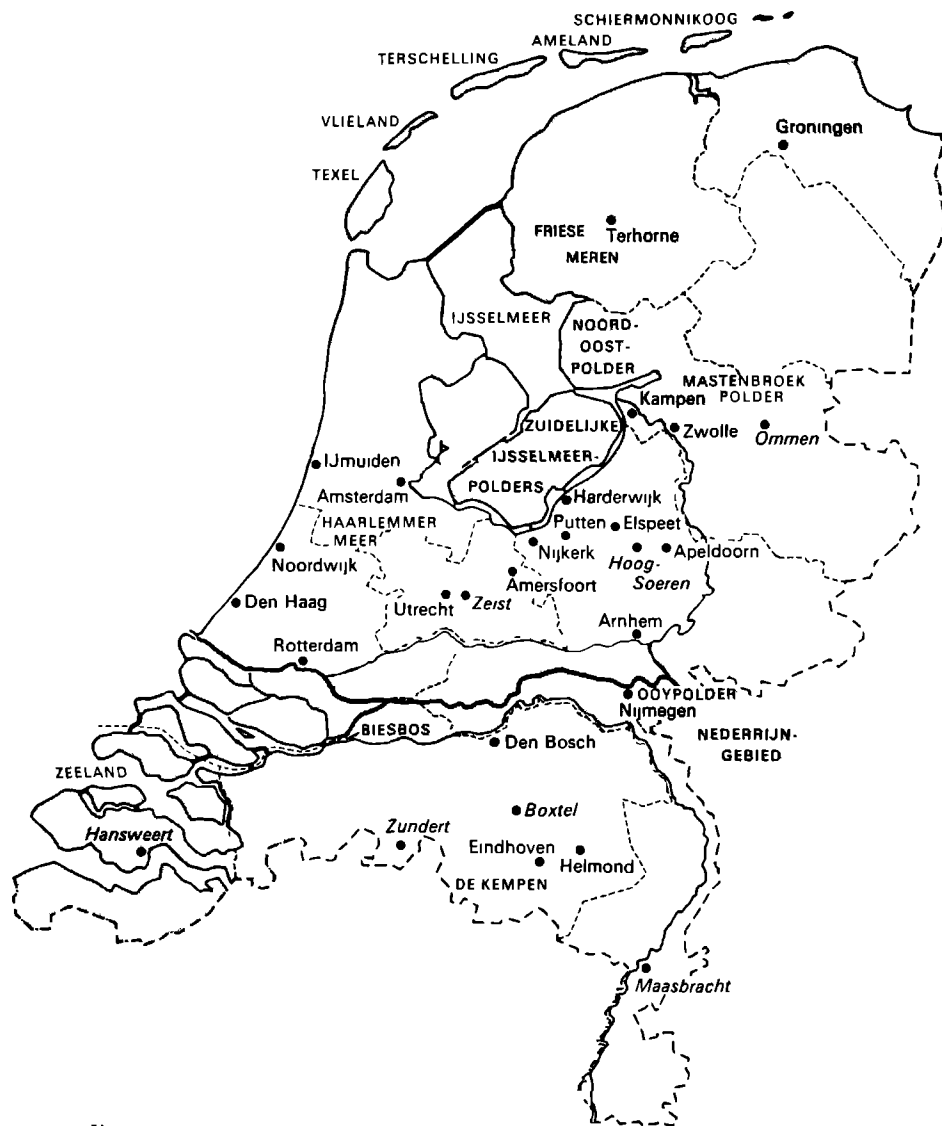 SCHIERMONNIKOOG
AMELAND
TERSCHELLING
VLIELAND
TEXEL
Groningen
FRIESE
MEREN
Terhorne
IJSSELMEER
NOORD-
OOST-
POLDER
MASTENBROEK
POLDER
Kampen
Zwolle
Ommen
ZUIDELIJKE
IJSSELMEER-
POLDERS
IJmuiden
Amsterdam
Harderwijk
HAARLEMMER
MEER
Putten
Elspeet
Nijkerk
Hoog-
Soeren
Apeldoorn
Noordwijk
Amersfoort
Den Haag
Utrecht
Zeist
Arnhem
Rotterdam
OOYPOLDER
Nijmegen
BIESBOS
Den Bosch
NEDERRIJN-
GEBIED
ZEELAND
Hansweert
Zundert
Boxtel
Eindhoven
Helmond
DE KEMPEN
Maasbracht